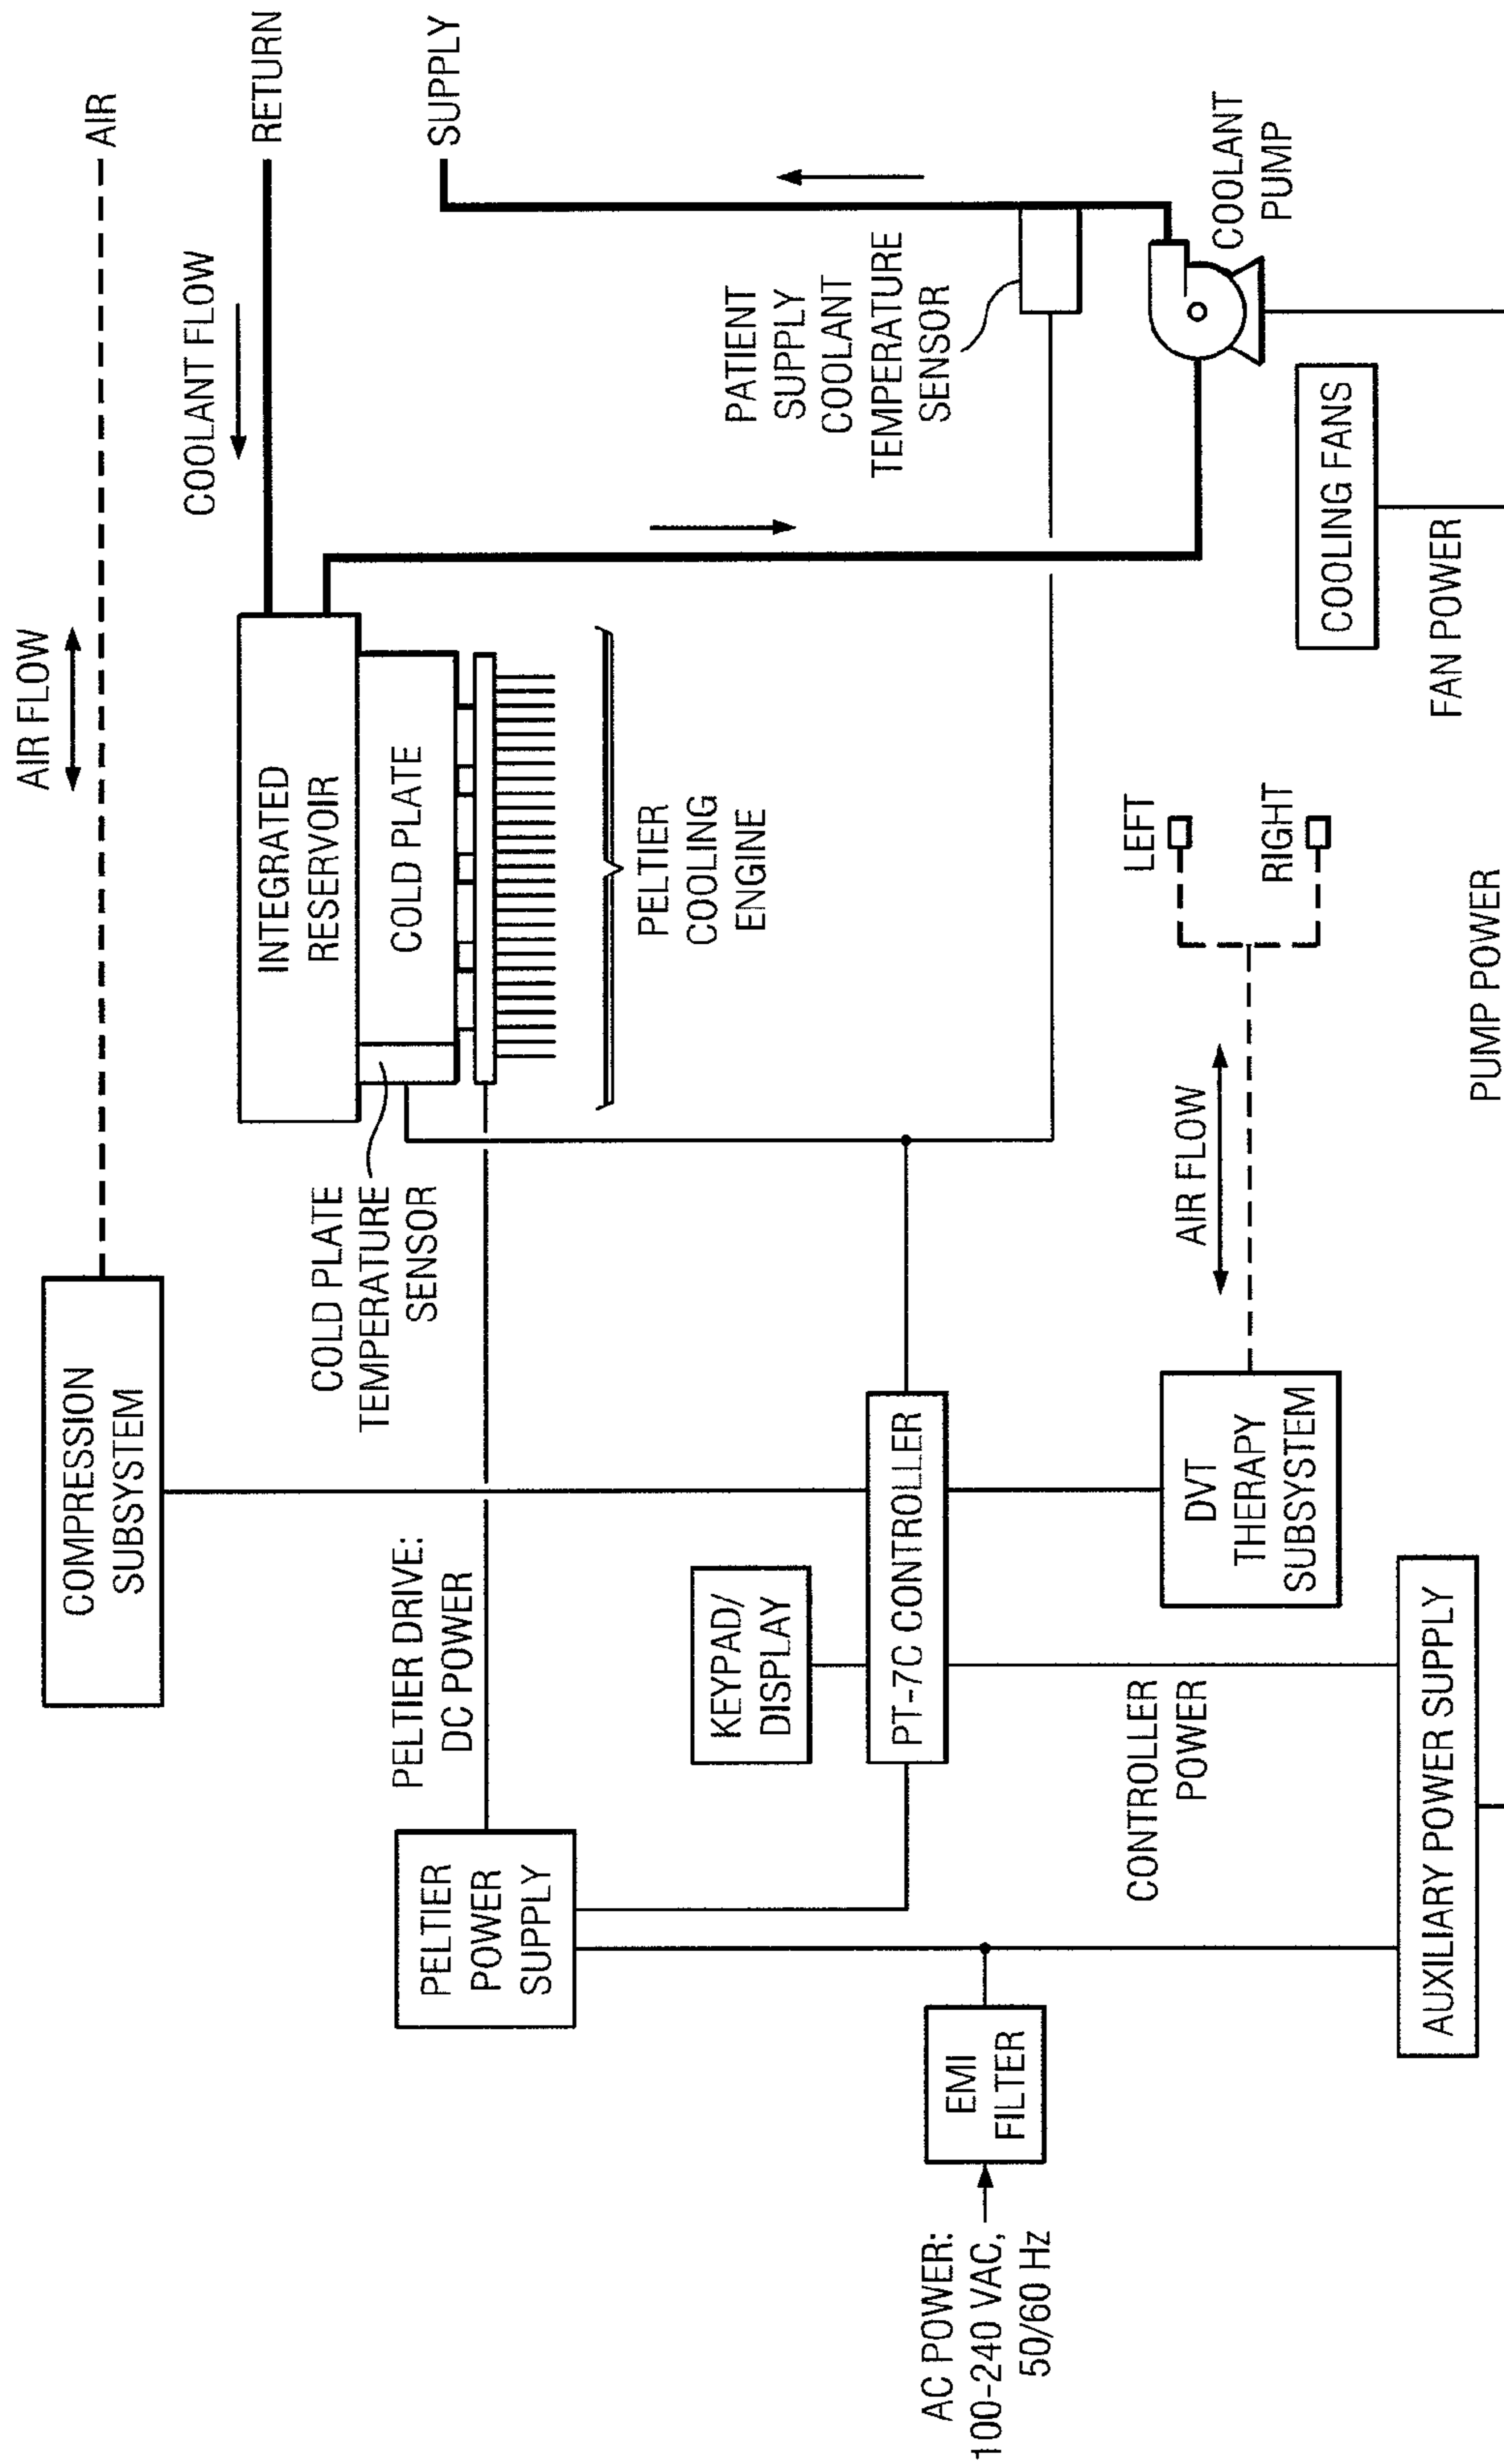 AIR FLOW
AIR
COMPRESSION
SUBSYSTEM
COOLANT FLOW
RETURN
INTEGRATED
RESERVOIR
SUPPLY
COLD PLATE
COLD PLATE
TEMPERATURE
SENSOR
PELTIER DRIVE:
DC POWER
PELTIER
POWER
SUPPLY
PELTIER
COOLING
ENGINE
PATIENT
SUPPLY
COOLANT
TEMPERATURE
SENSOR
KEYPAD/
DISPLAY
PT-7C CONTROLLER
AC POWER:
100-240 VAC,
50/60 Hz
EMI
FILTER
CONTROLLER
POWER
DVT
THERAPY
SUBSYSTEM
AIR FLOW
LEFT
RIGHT
COOLANT
PUMP
COOLING FANS
AUXILIARY POWER SUPPLY
FAN POWER
PUMP POWER